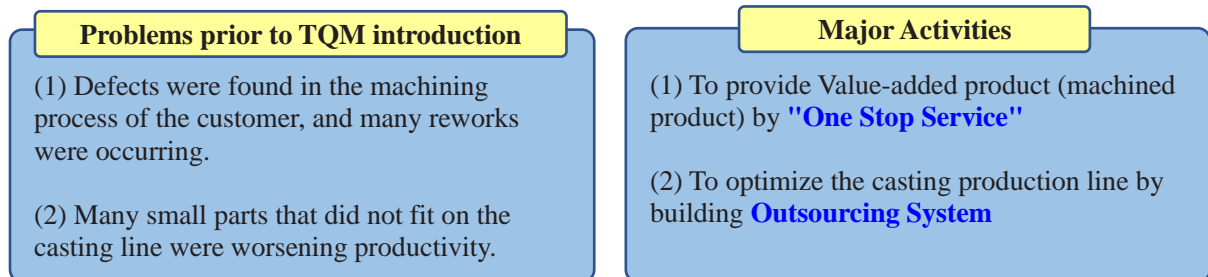 Problems prior to TQM introduction
(1) Defects were found in the machining
process of the customer, and many reworks
were occurring.
(2) Many small parts that did not fit on the
casting line were worsening productivity.
Major Activities
(1) To provide Value-added product (machined
product) by "One Stop Service"
(2) To optimize the casting production line by
building Outsourcing System